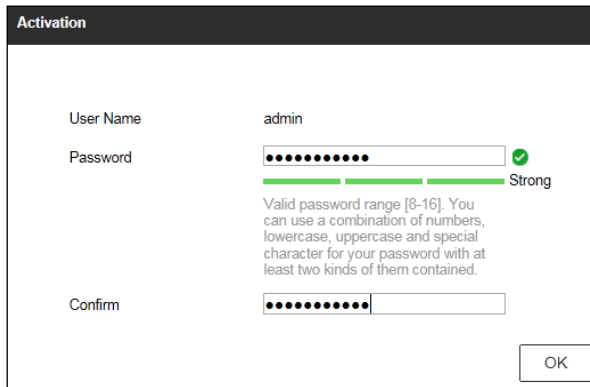 Activation
User Name admin
Password ●●●●●●●●●●●
Strong
Valid password range [8-16]. You
can use a combination of numbers,
lowercase, uppercase and special
character for your password with at
least two kinds of them contained.
Confirm ●●●●●●●●●●●
OK